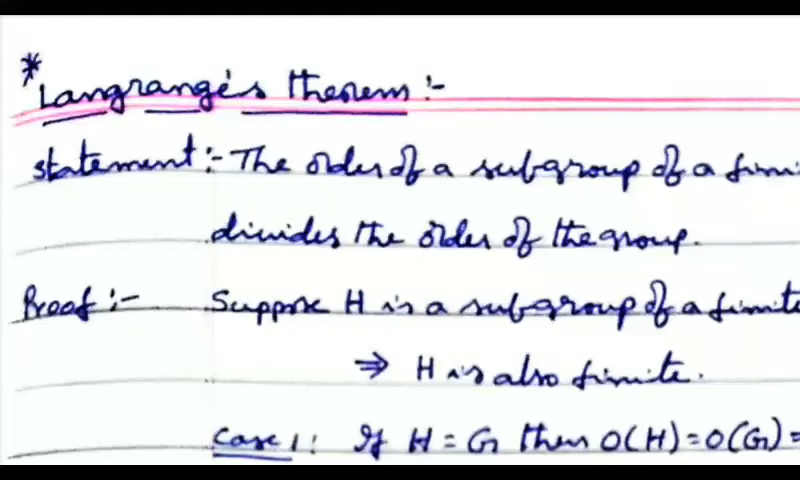 * Langrange's theorem :-
statement :- The order of a subgroup of a fini
divides the order of the group.
Proof :- Suppose H is a subgroup of a finite
⇒ H is also finite.
Case 1: If H = G then O(H) = O(G) =